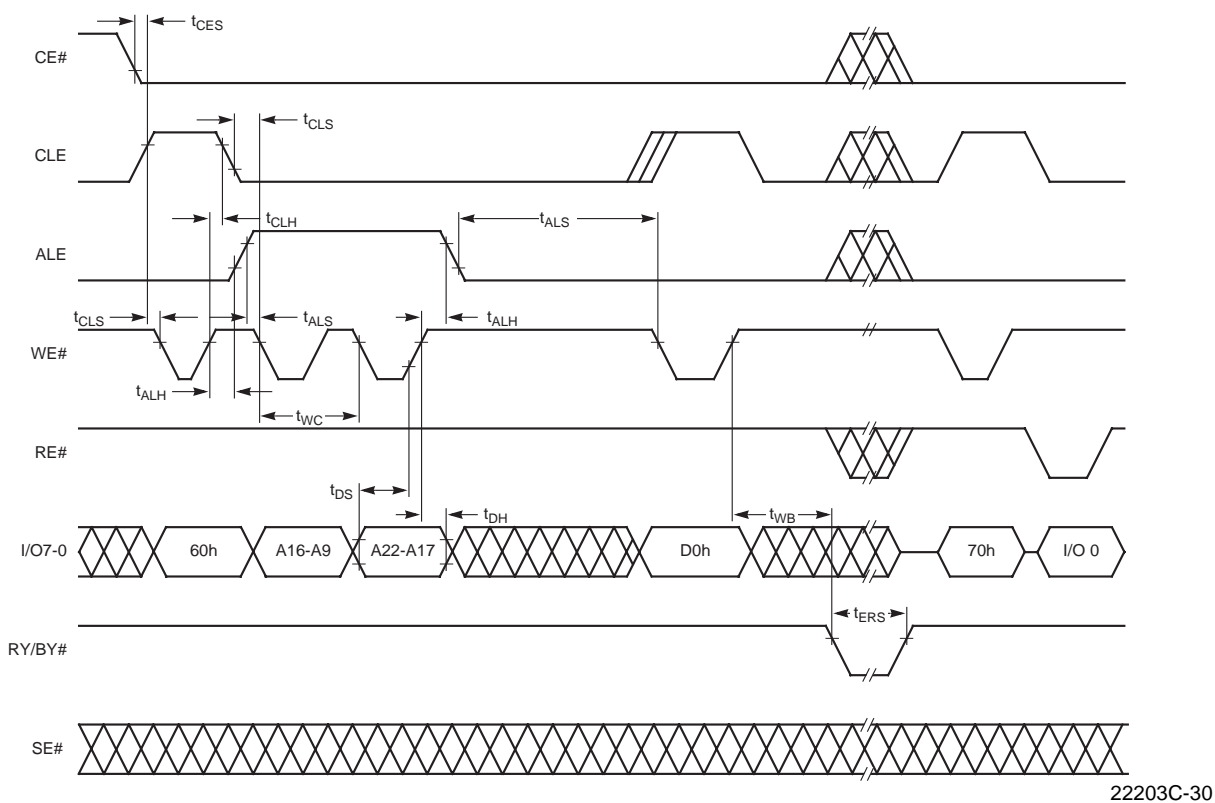 tCES
CE#
tCLS
CLE
tCLH
tALS
ALE
tCLS
tALS
tALH
WE#
tALH
tWC
RE#
tDS
tDH
tWB
I/O7-0
60h
A16-A9
A22-A17
D0h
70h
I/O 0
tERS
RY/BY#
SE#
22203C-30